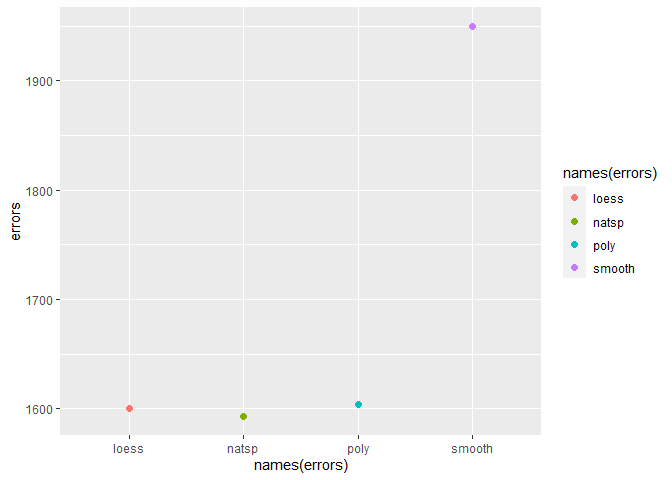 errors
1900
1800
1700
1600
loess natsp poly smooth
names(errors)
names(errors)
loess
natsp
poly
smooth